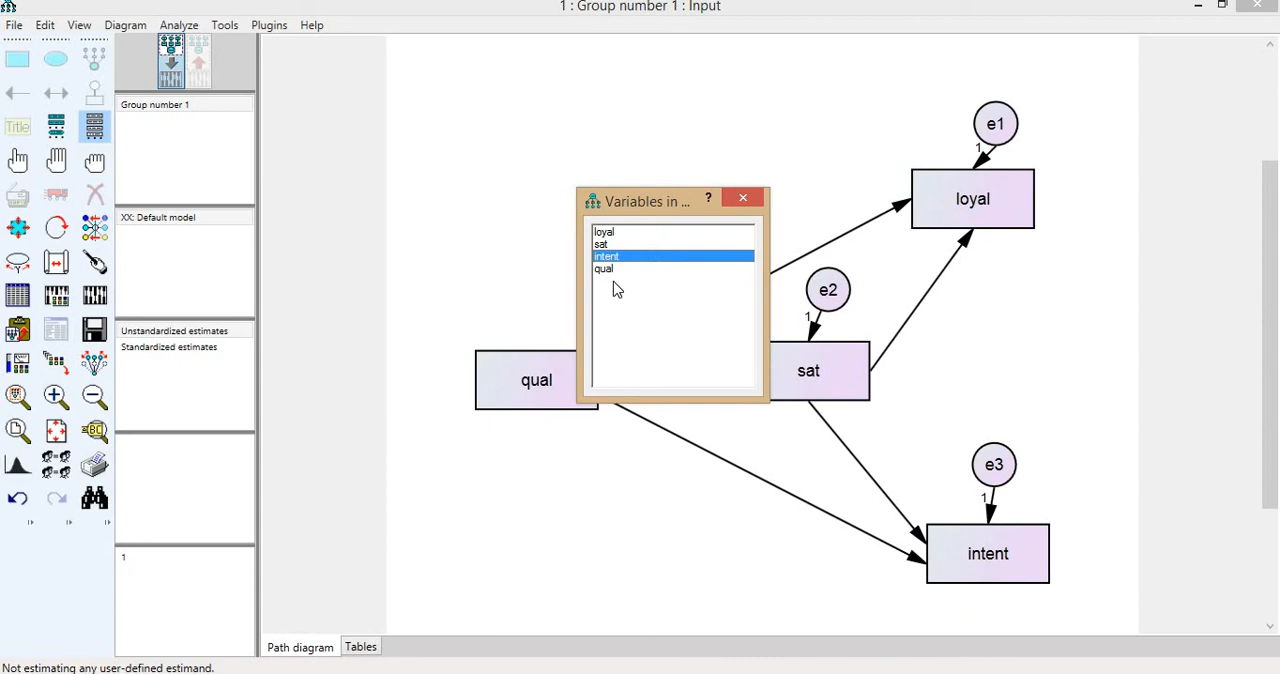 1 : Group number 1 : Input
File Edit View Diagram Analyze Tools Plugins Help
Group number 1
Title
XX: Default model
Unstandardized estimates
Standardized estimates
1
Variables in ... ?
loyal
sat
intent
qual
e1
1
loyal
e2
1
qual
sat
e3
1
intent
Path diagram Tables
Not estimating any user-defined estimand.